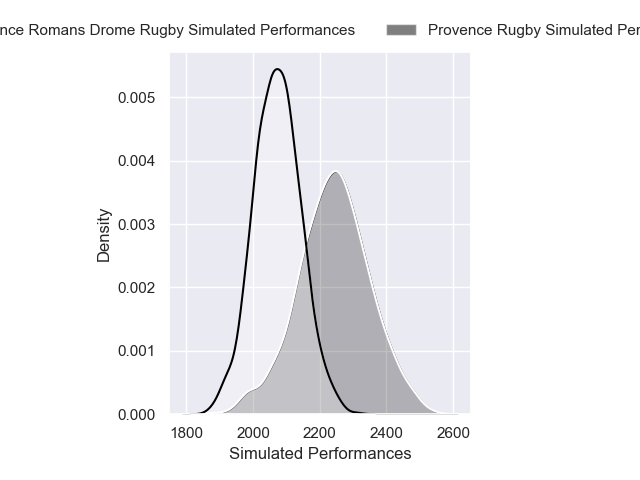 nce Romans Drome Rugby Simulated Performances Provence Rugby Simulated Per
0.005
0.004
0.003
0.002
0.001
0.000
Density
1800 2000 2200 2400 2600
Simulated Performances